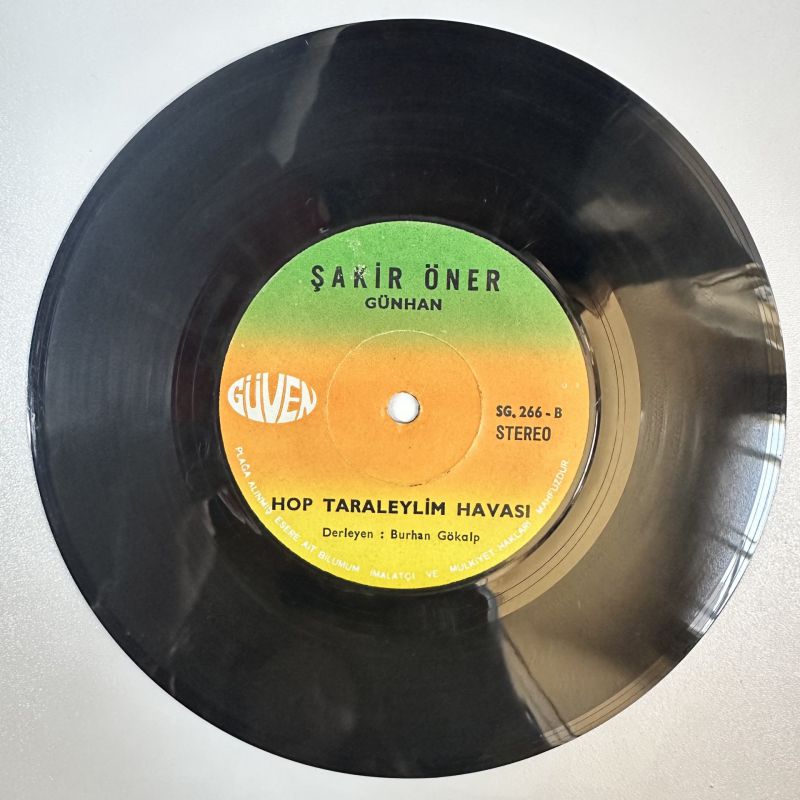 ŞAKİR ÖNER
GÜNHAN
GÜVEN
SG. 266 - B
STEREO
HOP TARALEYLİM HAVASI
Derleyen : Burhan Gökalp
PLAĞA ALINMIŞ ESERE AİT BİLUMUM İMALATÇI VE MÜLKİYET HAKLARI MAHFUZDUR.